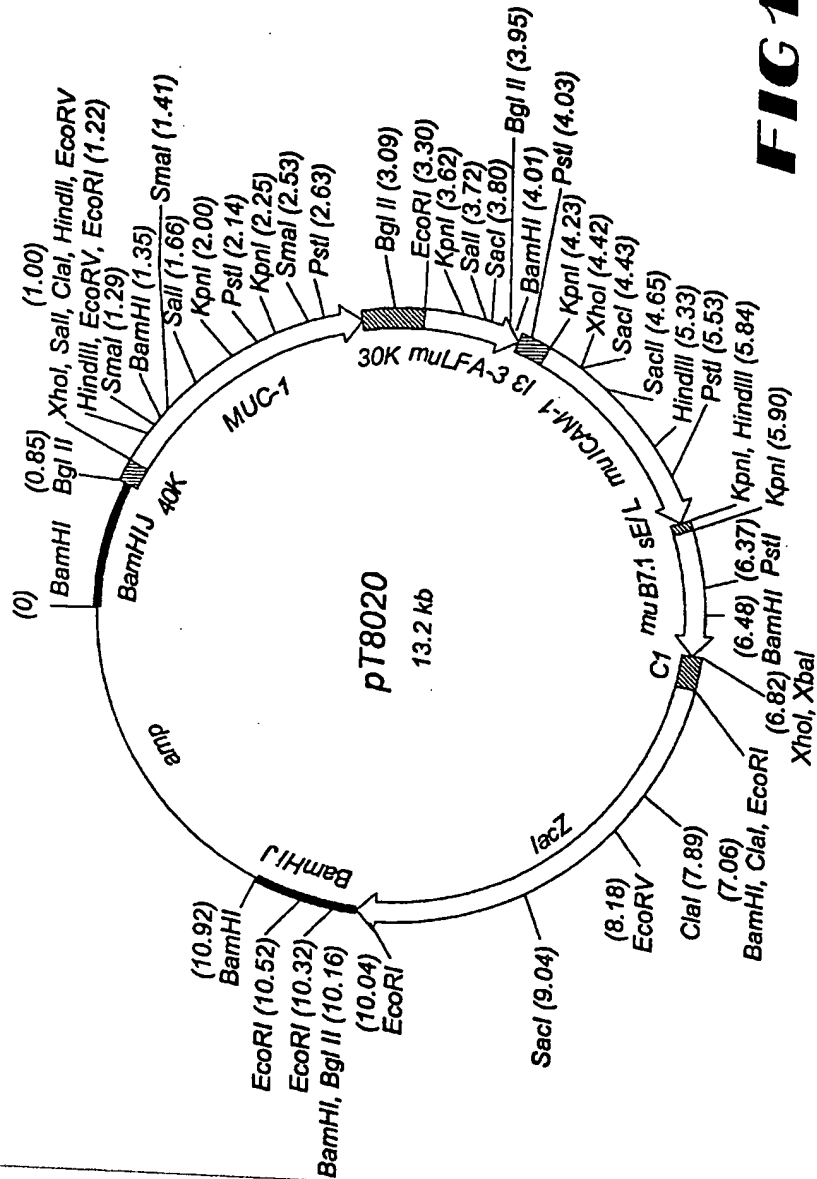 (0)
BamHI
(0.85)
Bgl II
(1.00)
XhoI, SalI, ClaI, HindII, EcoRV
HindIII, EcoRV, EcoRI (1.22)
SmaI (1.29)
BamHI (1.35)
SmaI (1.41)
SalI (1.66)
KpnI (2.00)
PstI (2.14)
KpnI (2.25)
SmaI (2.53)
PstI (2.63)
Bgl II (3.09)
EcoRI (3.30)
KpnI (3.62)
SalI (3.72)
SacI (3.80)
Bgl II (3.95)
BamHI (4.01)
PstI (4.03)
KpnI (4.23)
XhoI (4.42)
SacI (4.43)
SacII (4.65)
HindIII (5.33)
PstI (5.53)
KpnI, HindIII (5.84)
KpnI (5.90)
(6.37)
PstI
(6.48)
BamHI
(6.82)
XhoI, XbaI
(7.06)
BamHI, ClaI, EcoRI
ClaI (7.89)
(8.18)
EcoRV
SacI (9.04)
(10.04)
EcoRI
BamHI, Bgl II (10.16)
EcoRI (10.32)
EcoRI (10.52)
(10.92)
BamHI
BamHIJ
40K
MUC-1
30K
muLFA-3
I3
muICAM-1
sE/L
muB7.1
C1
lacZ
BamHIJ
amp
pT8020
13.2 kb
FIG 1